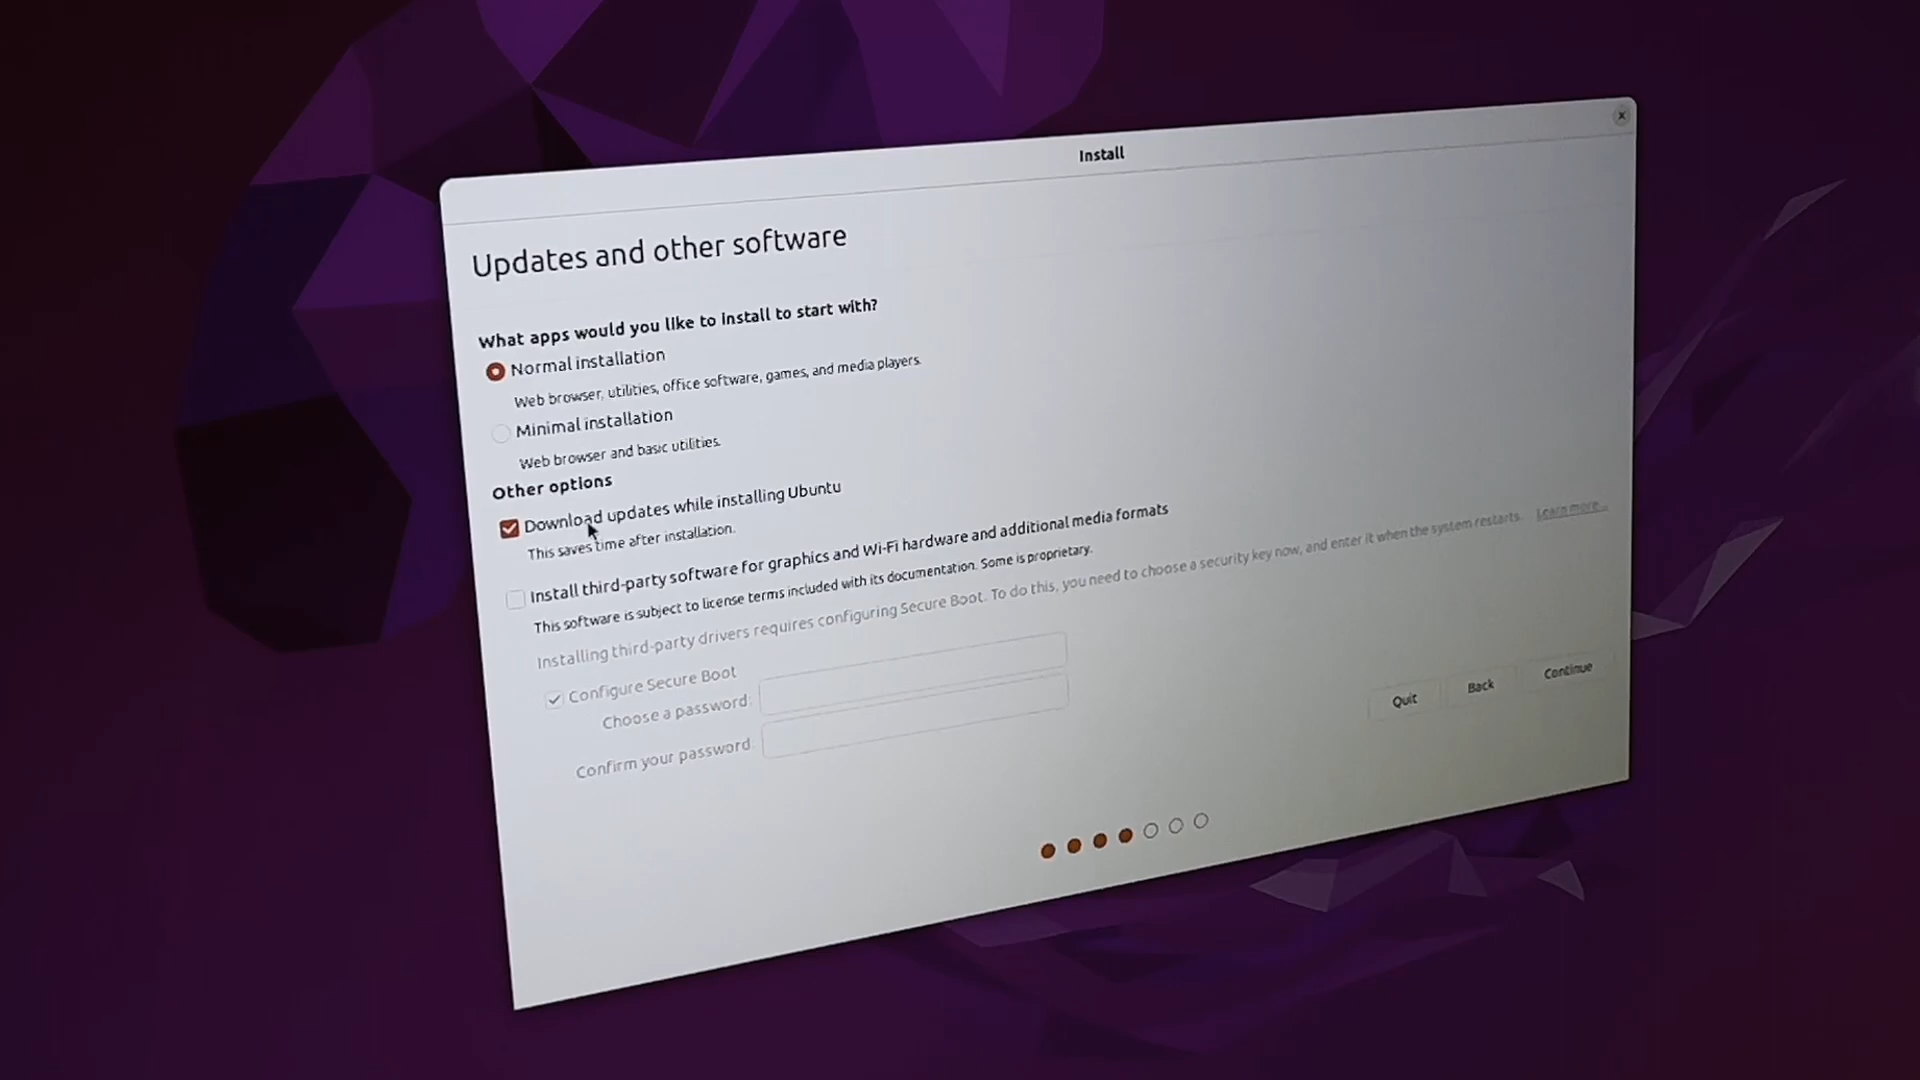 Install
Updates and other software
What apps would you like to install to start with?
Normal installation
Web browser, utilities, office software, games, and media players.
Minimal installation
Web browser and basic utilities.
Other options
Download updates while installing Ubuntu
This saves time after installation.
Install third-party software for graphics and Wi-Fi hardware and additional media formats
This software is subject to license terms included with its documentation. Some is proprietary.
Installing third-party drivers requires configuring Secure Boot. To do this, you need to choose a security key now, and enter it when the system restarts. Learn more...
Configure Secure Boot
Choose a password:
Confirm your password:
Quit Back Continue